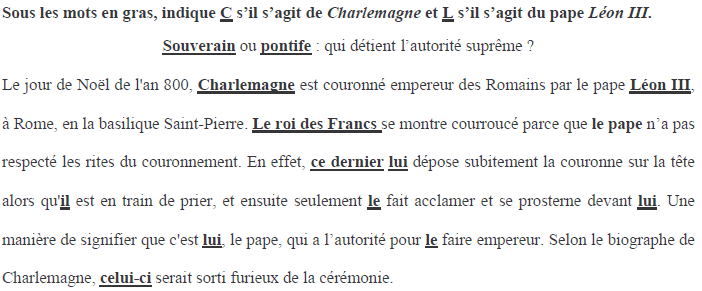 Sous les mots en gras, indique C s’il s’agit de Charlemagne et L s’il s’agit du pape Léon III.
Souverain ou pontife : qui détient l’autorité suprême ?
Le jour de Noël de l'an 800, Charlemagne est couronné empereur des Romains par le pape Léon III,
à Rome, en la basilique Saint-Pierre. Le roi des Francs se montre courroucé parce que le pape n’a pas
respecté les rites du couronnement. En effet, ce dernier lui dépose subitement la couronne sur la tête
alors qu'il est en train de prier, et ensuite seulement le fait acclamer et se prosterne devant lui. Une
manière de signifier que c'est lui, le pape, qui a l’autorité pour le faire empereur. Selon le biographe de
Charlemagne, celui-ci serait sorti furieux de la cérémonie.